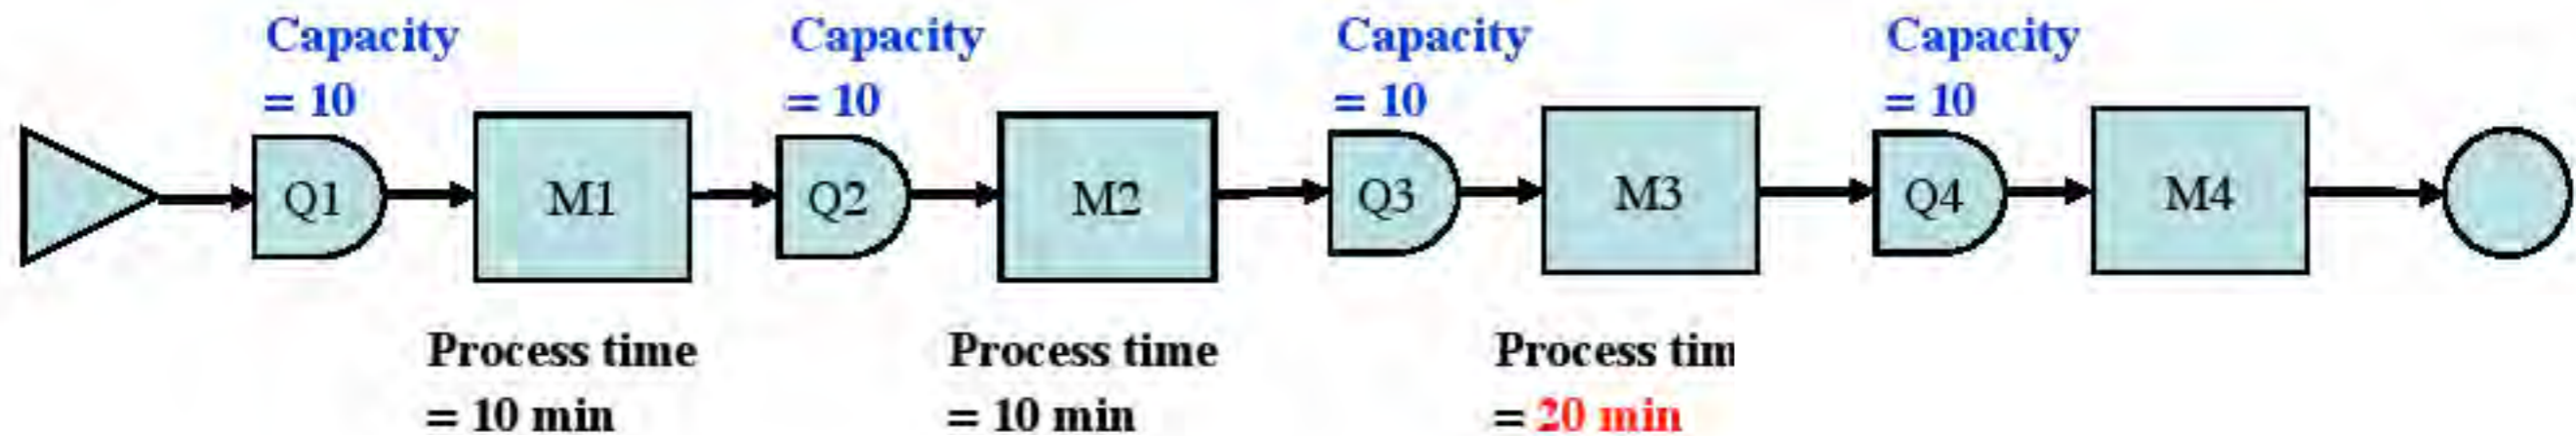 Capacity
= 10
Capacity
= 10
Capacity
= 10
Capacity
= 10
Q1
M1
Q2
M2
Q3
M3
Q4
M4
Process time
= 10 min
Process time
= 10 min
Process tim
= 20 min